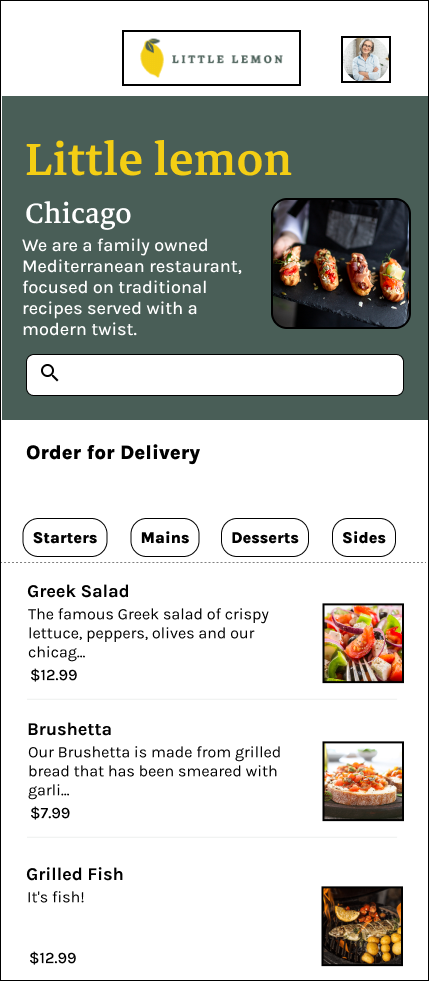 LITTLE LEMON
Little lemon
Chicago
We are a family owned
Mediterranean restaurant,
focused on traditional
recipes served with a
modern twist.
Order for Delivery
Starters Mains Desserts Sides
Greek Salad
The famous Greek salad of crispy
lettuce, peppers, olives and our
chicag...
$12.99
Brushetta
Our Brushetta is made from grilled
bread that has been smeared with
garli...
$7.99
Grilled Fish
It's fish!
$12.99